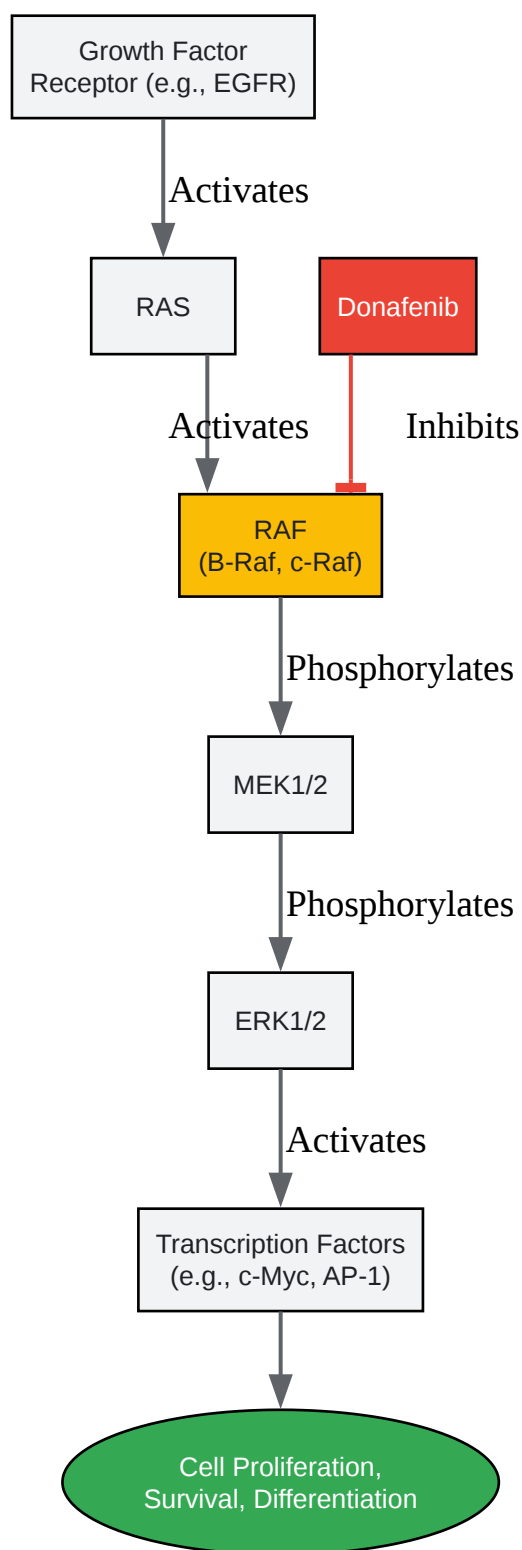 Growth Factor
Receptor (e.g., EGFR)
Activates
RAS
Donafenib
Activates
Inhibits
RAF
(B-Raf, c-Raf)
Phosphorylates
MEK1/2
Phosphorylates
ERK1/2
Activates
Transcription Factors
(e.g., c-Myc, AP-1)
Cell Proliferation,
Survival, Differentiation